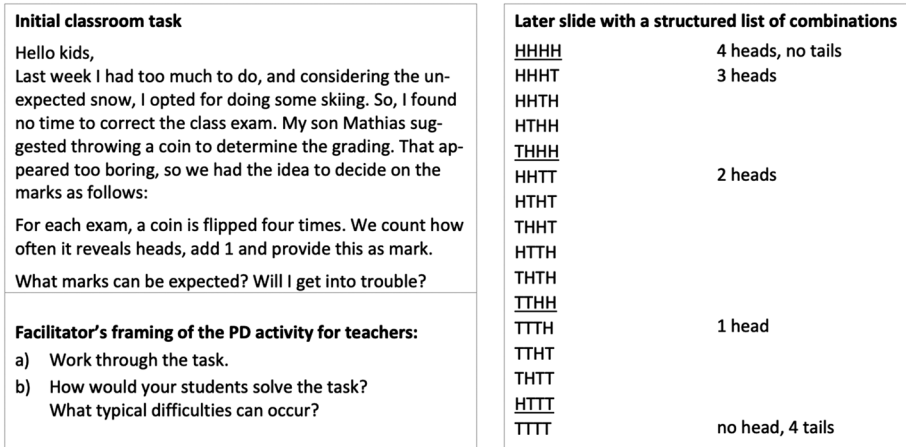 Initial classroom task
Hello kids,
Last week I had too much to do, and considering the un-
expected snow, I opted for doing some skiing. So, I found
no time to correct the class exam. My son Mathias sug-
gested throwing a coin to determine the grading. That ap-
peared too boring, so we had the idea to decide on the
marks as follows:
For each exam, a coin is flipped four times. We count how
often it reveals heads, add 1 and provide this as mark.
What marks can be expected? Will I get into trouble?
Facilitator's framing of the PD activity for teachers:
a) Work through the task.
b) How would your students solve the task?
What typical difficulties can occur?
Later slide with a structured list of combinations
HHHH 4 heads, no tails
HHHT 3 heads
HHTH
HTHH
THHH
HHTT 2 heads
HTHT
THHT
HTTH
THTH
TTHH
TTTH 1 head
TTHT
THTT
HTTT
TTTT no head, 4 tails